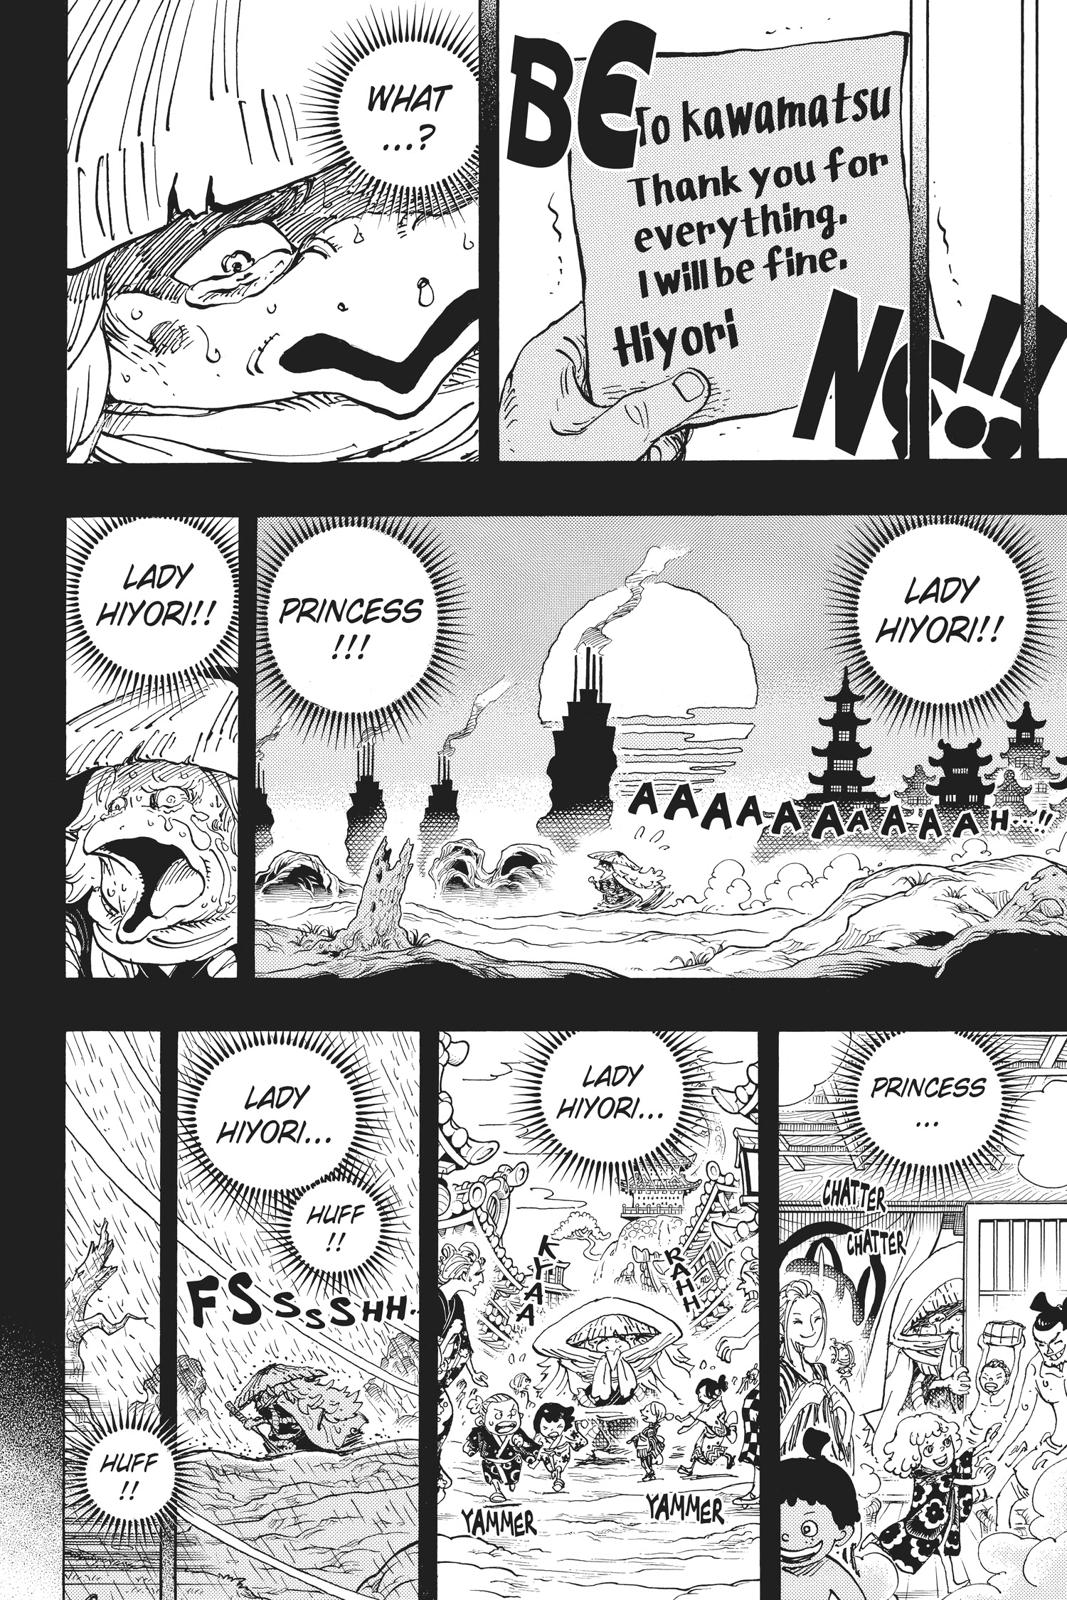 BE
NG!!
To Kawamatsu
Thank you for
everything.
I will be fine.
Hiyori
WHAT
...?
LADY
HIYORI!!
AAAAAAAAAAH...!!
PRINCESS
!!!
LADY
HIYORI!!
PRINCESS
...
CHATTER
CHATTER
LADY
HIYORI...
RAHH
KYAA
YAMMER
YAMMER
LADY
HIYORI...
HUFF
!!
FSSSSHH..
HUFF
!!